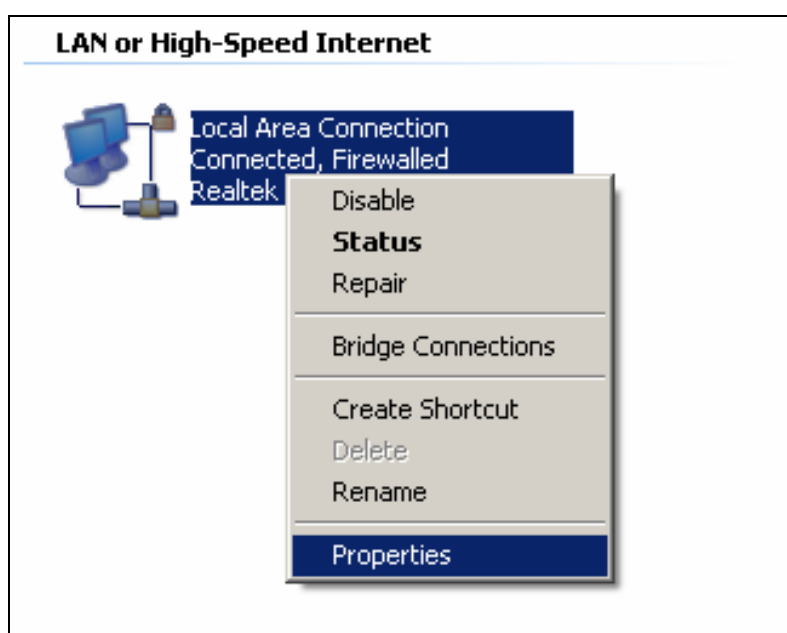 LAN or High-Speed Internet
Local Area Connection
Connected, Firewalled
Realtek
Disable
Status
Repair
Bridge Connections
Create Shortcut
Delete
Rename
Properties